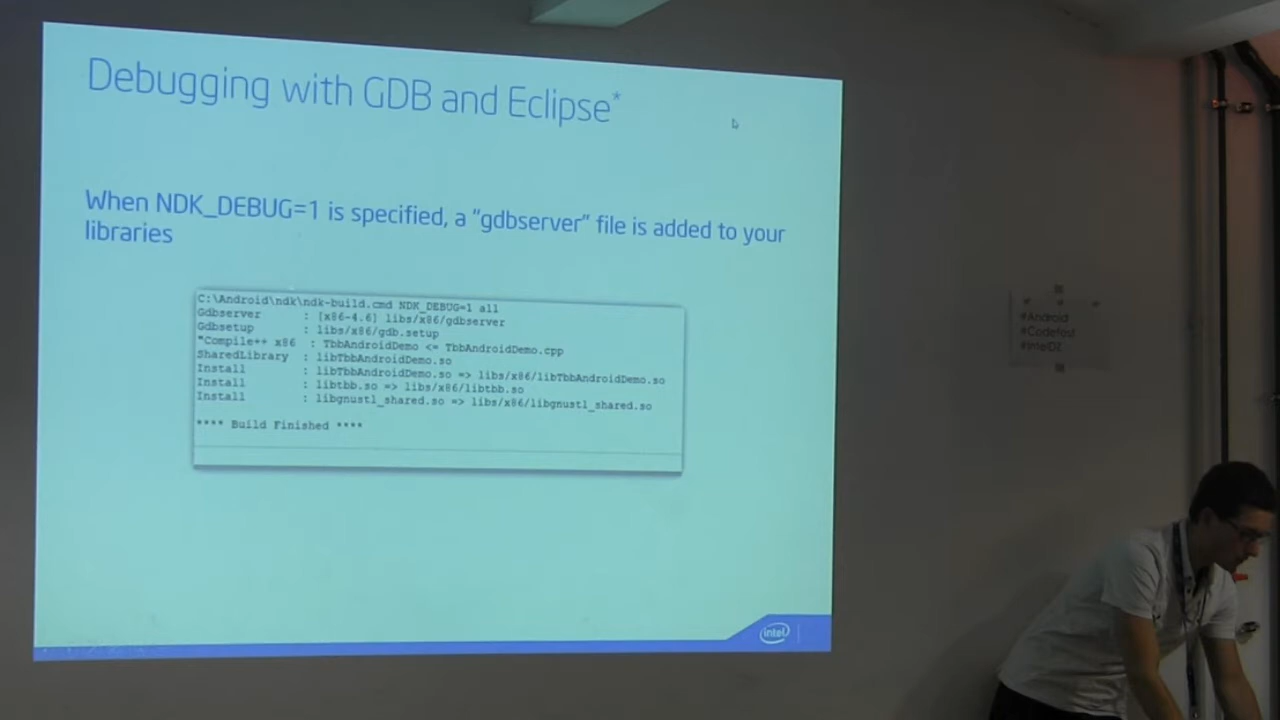 Debugging with GDB and Eclipse*
When NDK_DEBUG=1 is specified, a "gdbserver" file is added to your
libraries
C:\Android\ndk\ndk-build.cmd NDK_DEBUG=1 all
Gdbserver : [x86-4.6] libs/x86/gdbserver
Gdbsetup : libs/x86/gdb.setup
"Compile++ x86 : TbbAndroidDemo <= TbbAndroidDemo.cpp
SharedLibrary : libTbbAndroidDemo.so
Install : libTbbAndroidDemo.so => libs/x86/libTbbAndroidDemo.so
Install : libtbb.so => libs/x86/libtbb.so
Install : libgnustl_shared.so => libs/x86/libgnustl_shared.so
**** Build Finished ****
intel
#Android
#Codefest
#IntelDZ